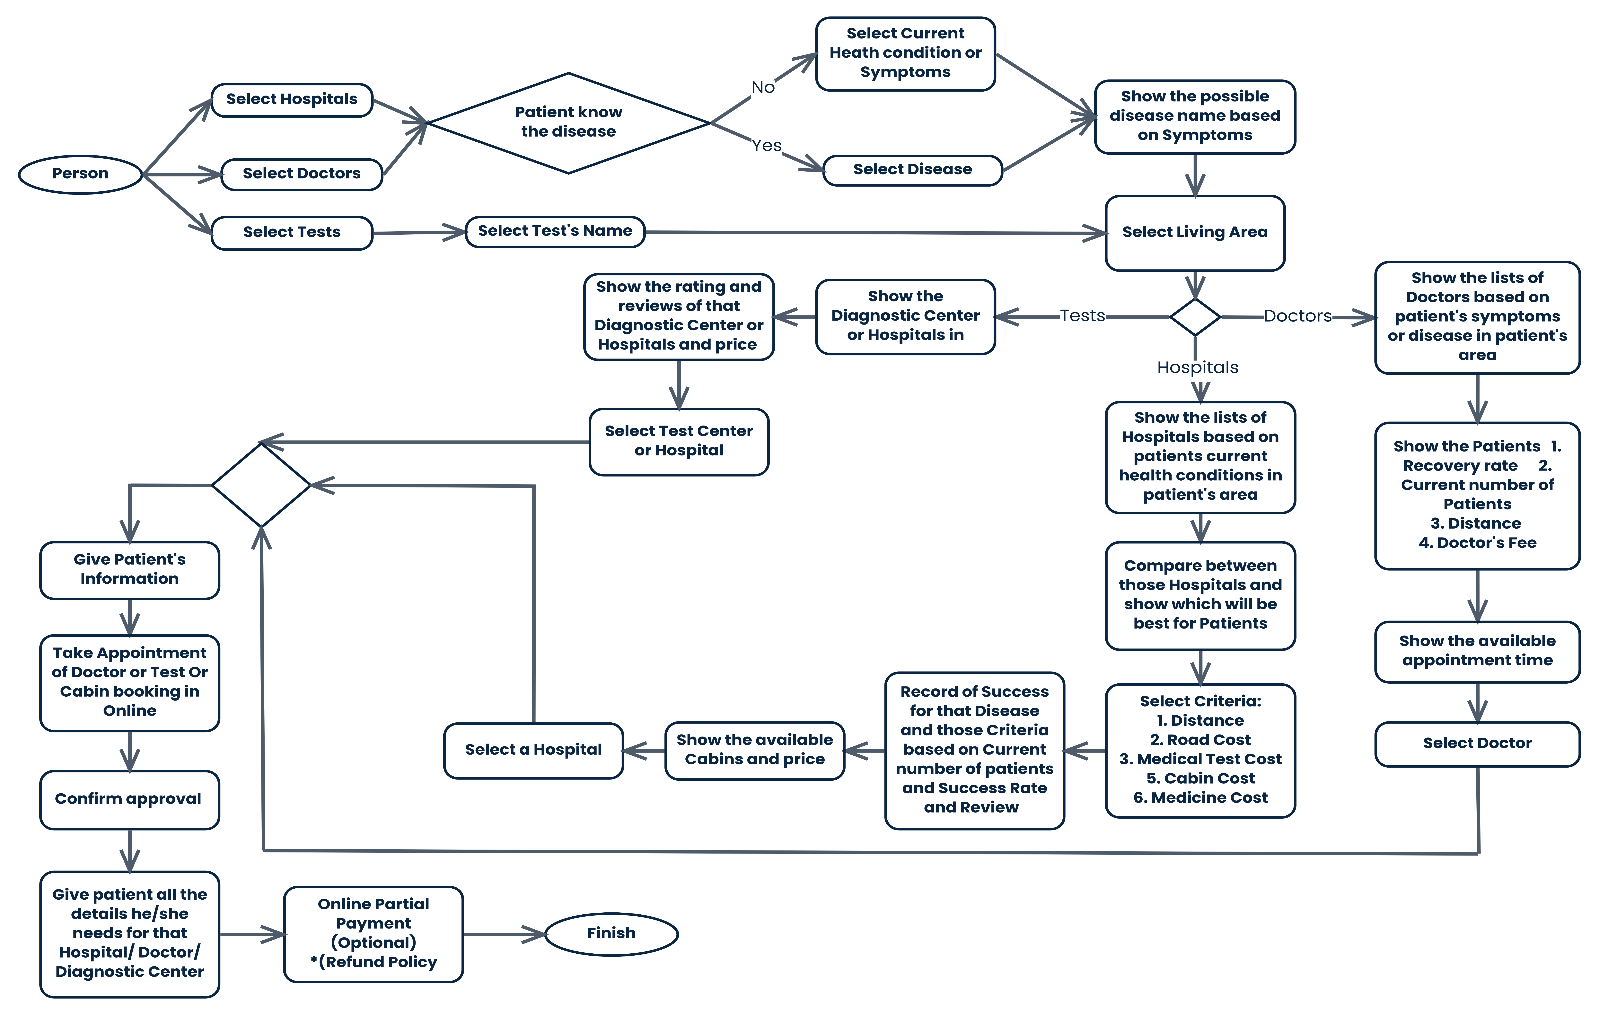 Select Current
Heath condition or
Symptoms
No
Select Hospitals
Patient know
the disease
Show the possible
disease name based
on Symptoms
Yes
Person
Select Doctors
Select Disease
Select Tests
Select Test's Name
Select Living Area
Show the rating and
reviews of that
Diagnostic Center or
Hospitals and price
Show the
Diagnostic Center
or Hospitals in
Tests
Doctors
Show the lists of
Doctors based on
patient's symptoms
or disease in patient's
area
Hospitals
Select Test Center
or Hospital
Show the lists of
Hospitals based on
patients current
health conditions in
patient's area
Show the Patients 1.
Recovery rate 2.
Current number of
Patients
3. Distance
4. Doctor's Fee
Give Patient's
Information
Compare between
those Hospitals and
show which will be
best for Patients
Take Appointment
of Doctor or Test Or
Cabin booking in
Online
Show the available
appointment time
Record of Success
for that Disease
and those Criteria
based on Current
number of patients
and Success Rate
and Review
Select Criteria:
1. Distance
2. Road Cost
3. Medical Test Cost
5. Cabin Cost
6. Medicine Cost
Select a Hospital
Show the available
Cabins and price
Select Doctor
Confirm approval
Give patient all the
details he/she
needs for that
Hospital/ Doctor/
Diagnostic Center
Online Partial
Payment
(Optional)
*(Refund Policy
Finish